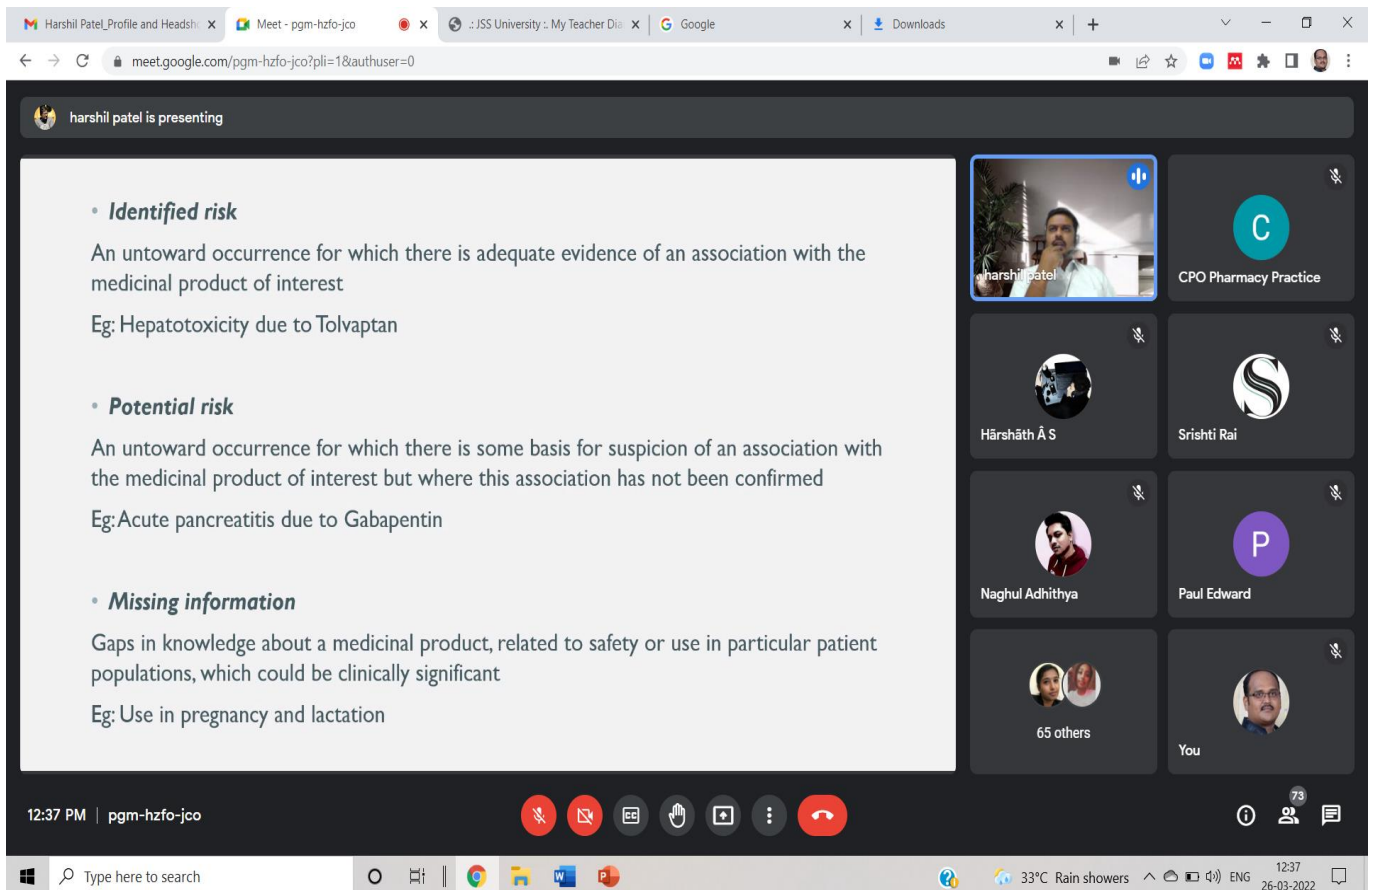 Harshil Patel_Profile and Headsh
Meet - pgm-hzfo-jco
.: JSS University :. My Teacher Dia
Google
Downloads
meet.google.com/pgm-hzfo-jco?pli=1&authuser=0
harshil patel is presenting
• Identified risk
An untoward occurrence for which there is adequate evidence of an association with the
medicinal product of interest
Eg: Hepatotoxicity due to Tolvaptan
• Potential risk
An untoward occurrence for which there is some basis for suspicion of an association with
the medicinal product of interest but where this association has not been confirmed
Eg: Acute pancreatitis due to Gabapentin
• Missing information
Gaps in knowledge about a medicinal product, related to safety or use in particular patient
populations, which could be clinically significant
Eg: Use in pregnancy and lactation
harshil patel
C
CPO Pharmacy Practice
Hārshāth Â S
S
Srishti Rai
Naghul Adhithya
P
Paul Edward
65 others
You
12:37 PM | pgm-hzfo-jco
CC
73
Type here to search
33°C Rain showers
ENG
12:37
26-03-2022